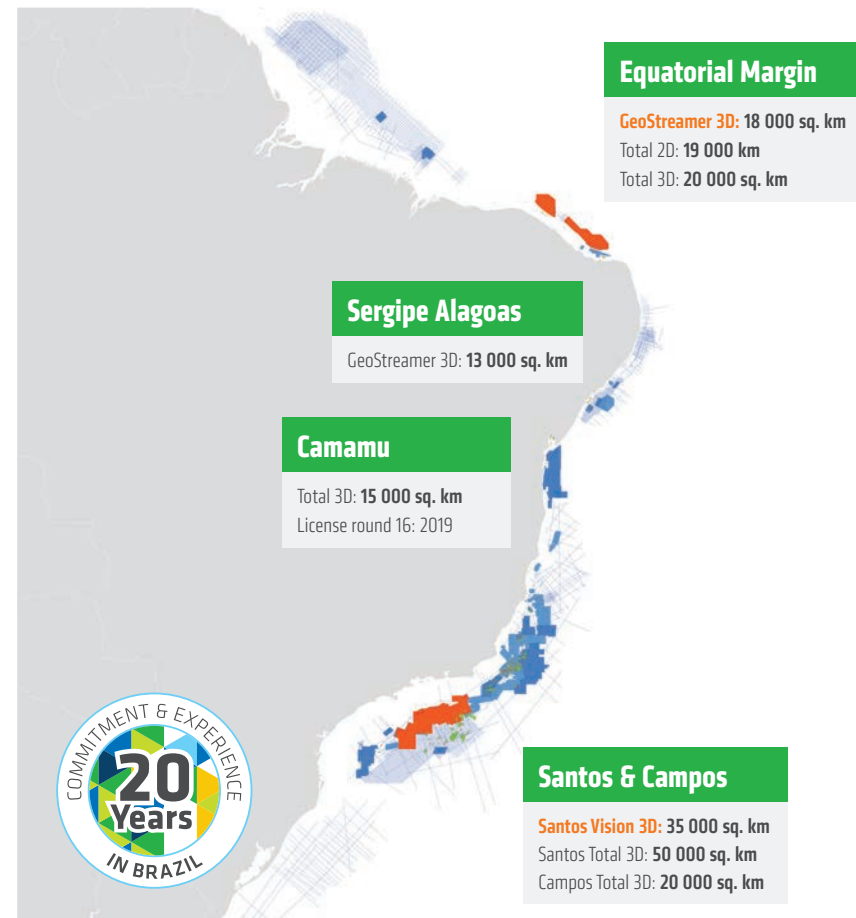 Equatorial Margin
GeoStreamer 3D: 18 000 sq. km
Total 2D: 19 000 km
Total 3D: 20 000 sq. km
Sergipe Alagoas
GeoStreamer 3D: 13 000 sq. km
Camamu
Total 3D: 15 000 sq. km
License round 16: 2019
COMMITMENT & EXPERIENCE
20
Years
IN BRAZIL
Santos & Campos
Santos Vision 3D: 35 000 sq. km
Santos Total 3D: 50 000 sq. km
Campos Total 3D: 20 000 sq. km